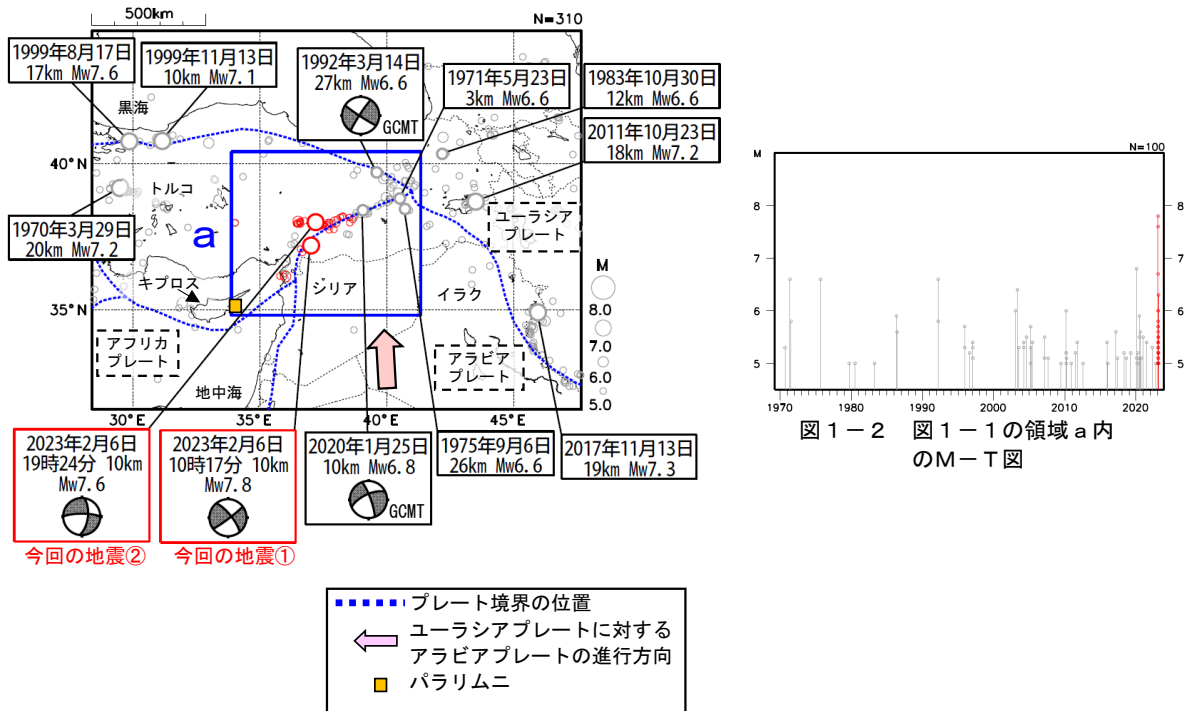 500km
N=310
1999年8月17日
17km Mw7.6
1999年11月13日
10km Mw7.1
1992年3月14日
27km Mw6.6
GCMT
1971年5月23日
3km Mw6.6
1983年10月30日
12km Mw6.6
2011年10月23日
18km Mw7.2
黒海
40°N
トルコ
1970年3月29日
20km Mw7.2
a
ユーラシア
プレート
キプロス
シリア
イラク
35°N
アフリカ
プレート
アラビア
プレート
地中海
M
8.0
7.0
6.0
5.0
30°E
35°E
40°E
45°E
2023年2月6日
19時24分 10km
Mw7.6
今回の地震②
2023年2月6日
10時17分 10km
Mw7.8
今回の地震①
2020年1月25日
10km Mw6.8
GCMT
1975年9月6日
26km Mw6.6
2017年11月13日
19km Mw7.3
プレート境界の位置
ユーラシアプレートに対する
アラビアプレートの進行方向
パラリムニ
M
N=100
8
7
6
5
8
7
6
5
1970
1980
1990
2000
2010
2020
図1-2 図1-1の領域a内
のM-T図